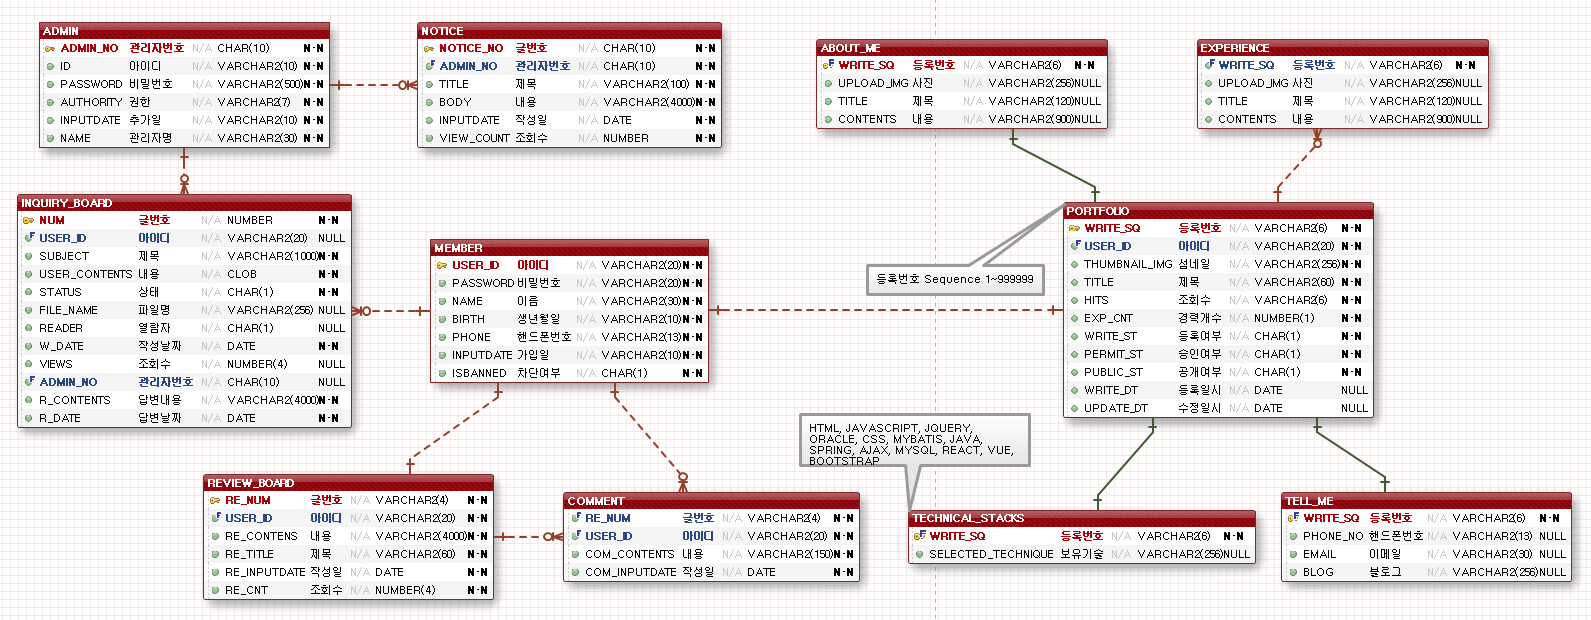 ADMIN
ADMIN_NO 관리자번호 N/A CHAR(10) N-N
ID 아이디 N/A VARCHAR2(10) N-N
PASSWORD 비밀번호 N/A VARCHAR2(500) N-N
AUTHORITY 권한 N/A VARCHAR2(7) N-N
INPUTDATE 추가일 N/A VARCHAR2(10) N-N
NAME 관리자명 N/A VARCHAR2(30) N-N
NOTICE
NOTICE_NO 글번호 N/A CHAR(10) N-N
ADMIN_NO 관리자번호 N/A CHAR(10) N-N
TITLE 제목 N/A VARCHAR2(100) N-N
BODY 내용 N/A VARCHAR2(4000) N-N
INPUTDATE 작성일 N/A DATE N-N
VIEW_COUNT 조회수 N/A NUMBER N-N
ABOUT_ME
WRITE_SQ 등록번호 N/A VARCHAR2(6) N-N
UPLOAD_IMG 사진 N/A VARCHAR2(256) NULL
TITLE 제목 N/A VARCHAR2(120) NULL
CONTENTS 내용 N/A VARCHAR2(900) NULL
EXPERIENCE
WRITE_SQ 등록번호 N/A VARCHAR2(6) N-N
UPLOAD_IMG 사진 N/A VARCHAR2(256) NULL
TITLE 제목 N/A VARCHAR2(120) NULL
CONTENTS 내용 N/A VARCHAR2(900) NULL
INQUIRY_BOARD
NUM 글번호 N/A NUMBER N-N
USER_ID 아이디 N/A VARCHAR2(20) NULL
SUBJECT 제목 N/A VARCHAR2(1000) N-N
USER_CONTENTS 내용 N/A CLOB N-N
STATUS 상태 N/A CHAR(1) N-N
FILE_NAME 파일명 N/A VARCHAR2(256) NULL
READER 열람자 N/A CHAR(1) NULL
W_DATE 작성날짜 N/A DATE N-N
VIEWS 조회수 N/A NUMBER(4) NULL
ADMIN_NO 관리자번호 N/A CHAR(10) NULL
R_CONTENTS 답변내용 N/A VARCHAR2(4000) N-N
R_DATE 답변날짜 N/A DATE N-N
MEMBER
USER_ID 아이디 N/A VARCHAR2(20) N-N
PASSWORD 비밀번호 N/A VARCHAR2(20) N-N
NAME 이름 N/A VARCHAR2(30) N-N
BIRTH 생년월일 N/A VARCHAR2(10) N-N
PHONE 핸드폰번호 N/A VARCHAR2(13) N-N
INPUTDATE 가입일 N/A VARCHAR2(10) N-N
ISBANNED 차단여부 N/A CHAR(1) N-N
등록번호 Sequence 1~999999
PORTFOLIO
WRITE_SQ 등록번호 N/A VARCHAR2(6) N-N
USER_ID 아이디 N/A VARCHAR2(20) N-N
THUMBNAIL_IMG 섬네일 N/A VARCHAR2(256) N-N
TITLE 제목 N/A VARCHAR2(60) N-N
HITS 조회수 N/A VARCHAR2(6) N-N
EXP_CNT 경력개수 N/A NUMBER(1) N-N
WRITE_ST 등록여부 N/A CHAR(1) N-N
PERMIT_ST 승인여부 N/A CHAR(1) N-N
PUBLIC_ST 공개여부 N/A CHAR(1) N-N
WRITE_DT 등록일시 N/A DATE NULL
UPDATE_DT 수정일시 N/A DATE NULL
HTML, JAVASCRIPT, JQUERY,
ORACLE, CSS, MYBATIS, JAVA,
SPRING, AJAX, MYSQL, REACT, VUE,
BOOTSTRAP
REVIEW_BOARD
RE_NUM 글번호 N/A VARCHAR2(4) N-N
USER_ID 아이디 N/A VARCHAR2(20) N-N
RE_CONTENS 내용 N/A VARCHAR2(4000) N-N
RE_TITLE 제목 N/A VARCHAR2(60) N-N
RE_INPUTDATE 작성일 N/A DATE N-N
RE_CNT 조회수 N/A NUMBER(4) N-N
COMMENT
RE_NUM 글번호 N/A VARCHAR2(4) N-N
USER_ID 아이디 N/A VARCHAR2(20) N-N
COM_CONTENTS 내용 N/A VARCHAR2(150) N-N
COM_INPUTDATE 작성일 N/A DATE N-N
TECHNICAL_STACKS
WRITE_SQ 등록번호 N/A VARCHAR2(6) N-N
SELECTED_TECHNIQUE 보유기술 N/A VARCHAR2(256) NULL
TELL_ME
WRITE_SQ 등록번호 N/A VARCHAR2(6) N-N
PHONE_NO 핸드폰번호 N/A VARCHAR2(13) NULL
EMAIL 이메일 N/A VARCHAR2(30) NULL
BLOG 블로그 N/A VARCHAR2(256) NULL